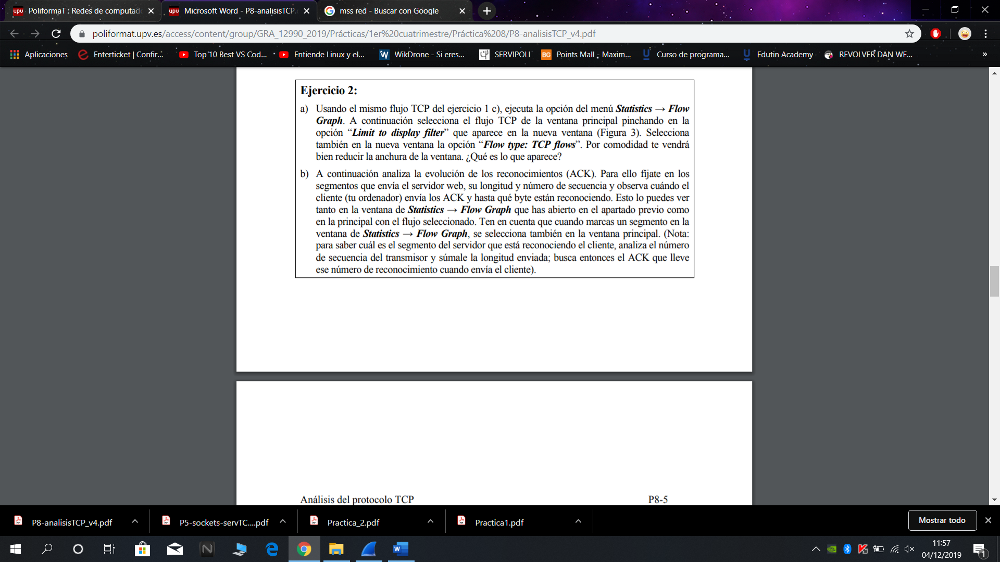 PoliformaT : Redes de computad
Microsoft Word - P8-analisisTCP.
mss red - Buscar con Google
poliformat.upv.es/access/content/group/GRA_12990_2019/Prácticas/1er%20cuatrimestre/Práctica%208/P8-analisisTCP_v4.pdf
Aplicaciones
Enterticket | Confir...
Top 10 Best VS Cod...
Entiende Linux y el...
WikDrone - Si eres...
SERVIPOLI
Points Mall - Maxim...
Curso de programa...
Edutin Academy
REVOLVER DAN WE...
»
Ejercicio 2:
a) Usando el mismo flujo TCP del ejercicio 1 c), ejecuta la opción del menú Statistics → Flow
Graph. A continuación selecciona el flujo TCP de la ventana principal pinchando en la
opción “Limit to display filter” que aparece en la nueva ventana (Figura 3). Selecciona
también en la nueva ventana la opción “Flow type: TCP flows”. Por comodidad te vendrá
bien reducir la anchura de la ventana. ¿Qué es lo que aparece?
b) A continuación analiza la evolución de los reconocimientos (ACK). Para ello fíjate en los
segmentos que envía el servidor web, su longitud y número de secuencia y observa cuándo el
cliente (tu ordenador) envía los ACK y hasta qué byte están reconociendo. Esto lo puedes ver
tanto en la ventana de Statistics → Flow Graph que has abierto en el apartado previo como
en la principal con el flujo seleccionado. Ten en cuenta que cuando marcas un segmento en la
ventana de Statistics → Flow Graph, se selecciona también en la ventana principal. (Nota:
para saber cuál es el segmento del servidor que está reconociendo el cliente, analiza el número
de secuencia del transmisor y súmale la longitud enviada; busca entonces el ACK que lleve
ese número de reconocimiento cuando envía el cliente).
Análisis del protocolo TCP P8-5
P8-analisisTCP_v4.pdf
P5-sockets-servTC....pdf
Practica_2.pdf
Practica1.pdf
Mostrar todo
11:57
04/12/2019
1